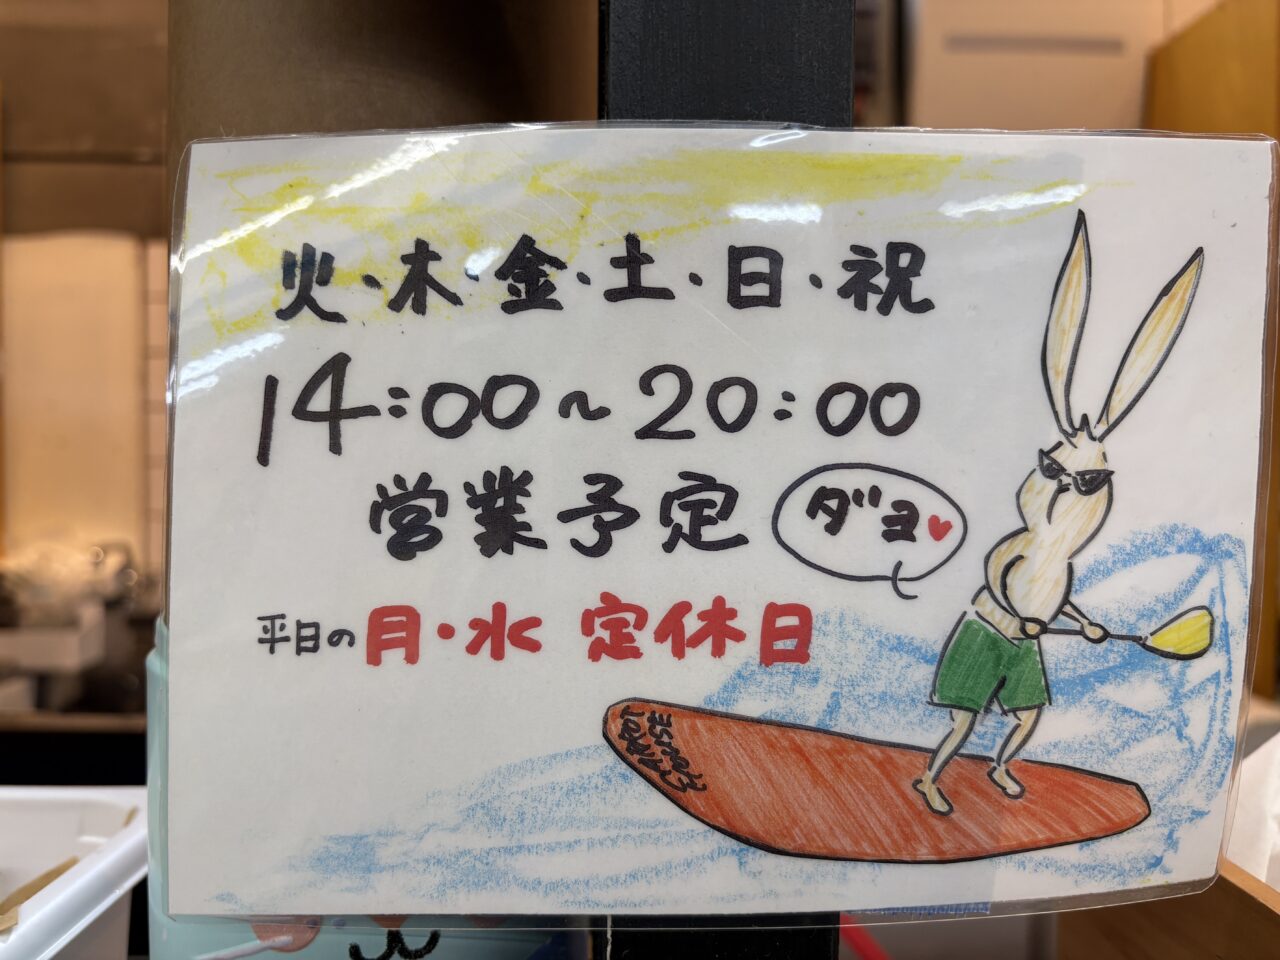 火・木・金・土・日・祝
14:00～20:00
営業予定
ダヨ
平日の月・水 定休日